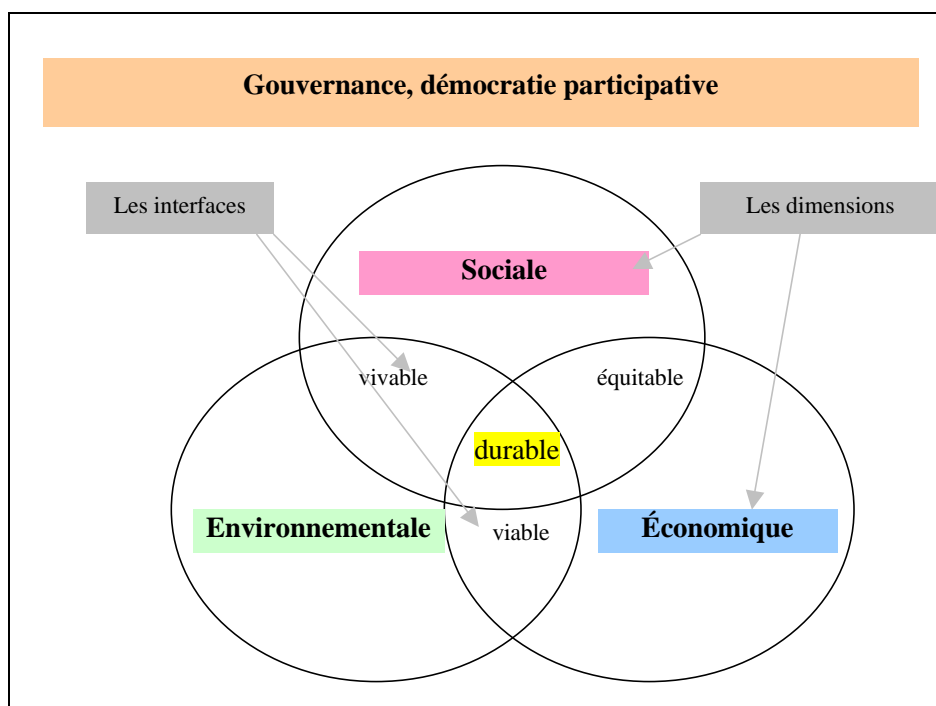 Gouvernance, démocratie participative
Les interfaces
Les dimensions
Sociale
vivable
équitable
durable
Environnementale
viable
Économique